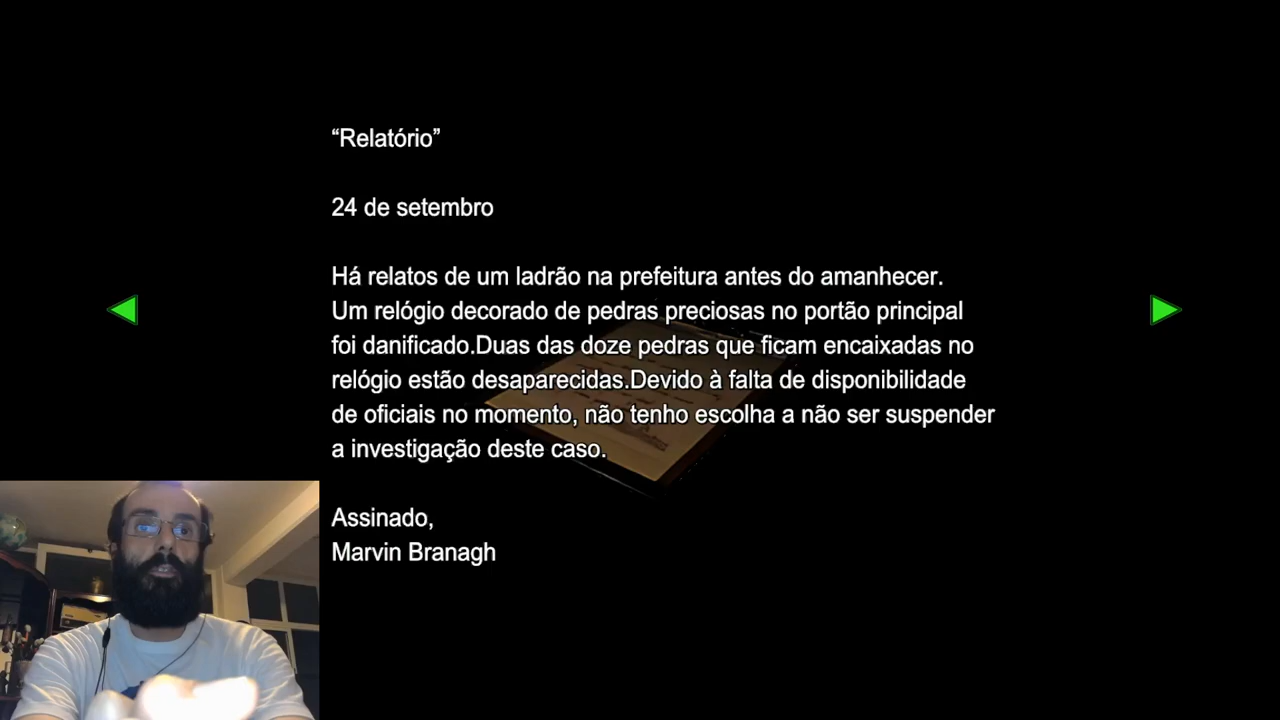 “Relatório”
24 de setembro
Há relatos de um ladrão na prefeitura antes do amanhecer.
Um relógio decorado de pedras preciosas no portão principal
foi danificado.Duas das doze pedras que ficam encaixadas no
relógio estão desaparecidas.Devido à falta de disponibilidade
de oficiais no momento, não tenho escolha a não ser suspender
a investigação deste caso.
Assinado,
Marvin Branagh